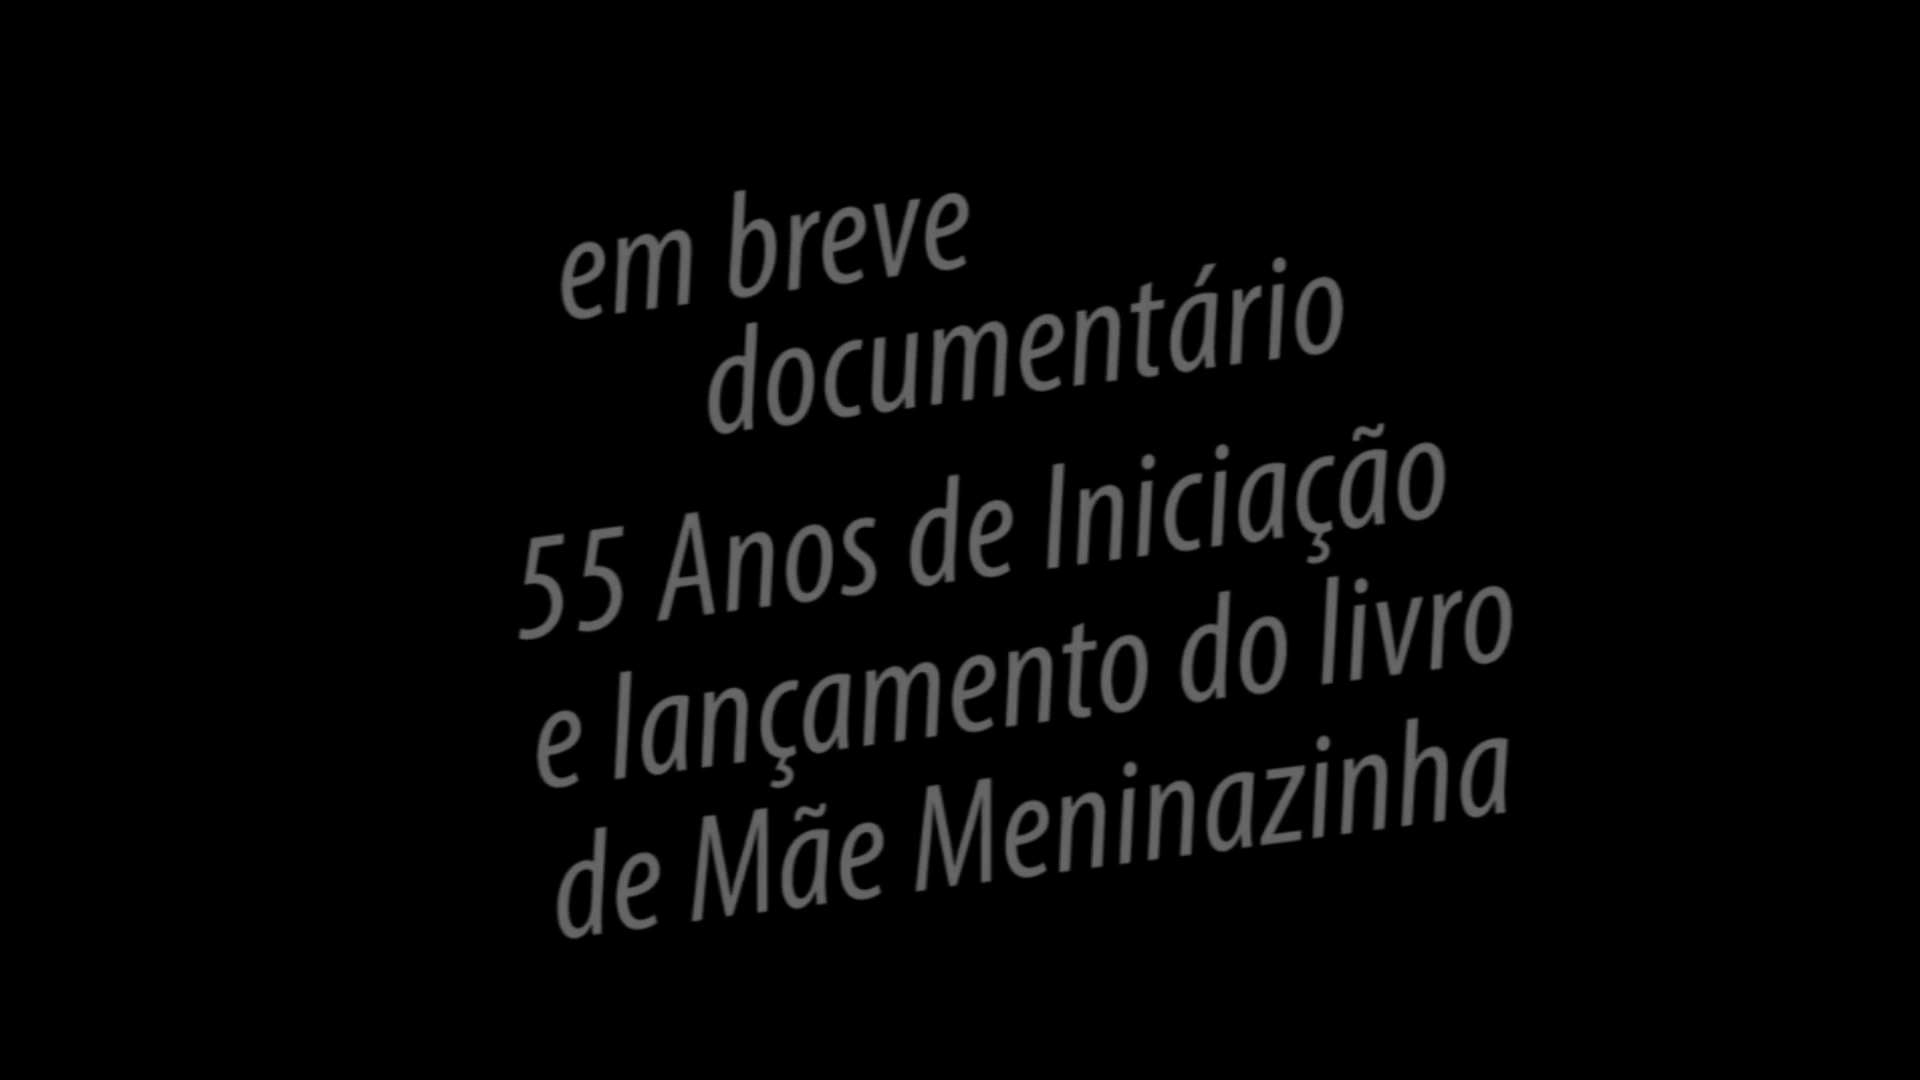 em breve
documentário
55 Anos de Iniciação
e lançamento do livro
de Mãe Meninazinha